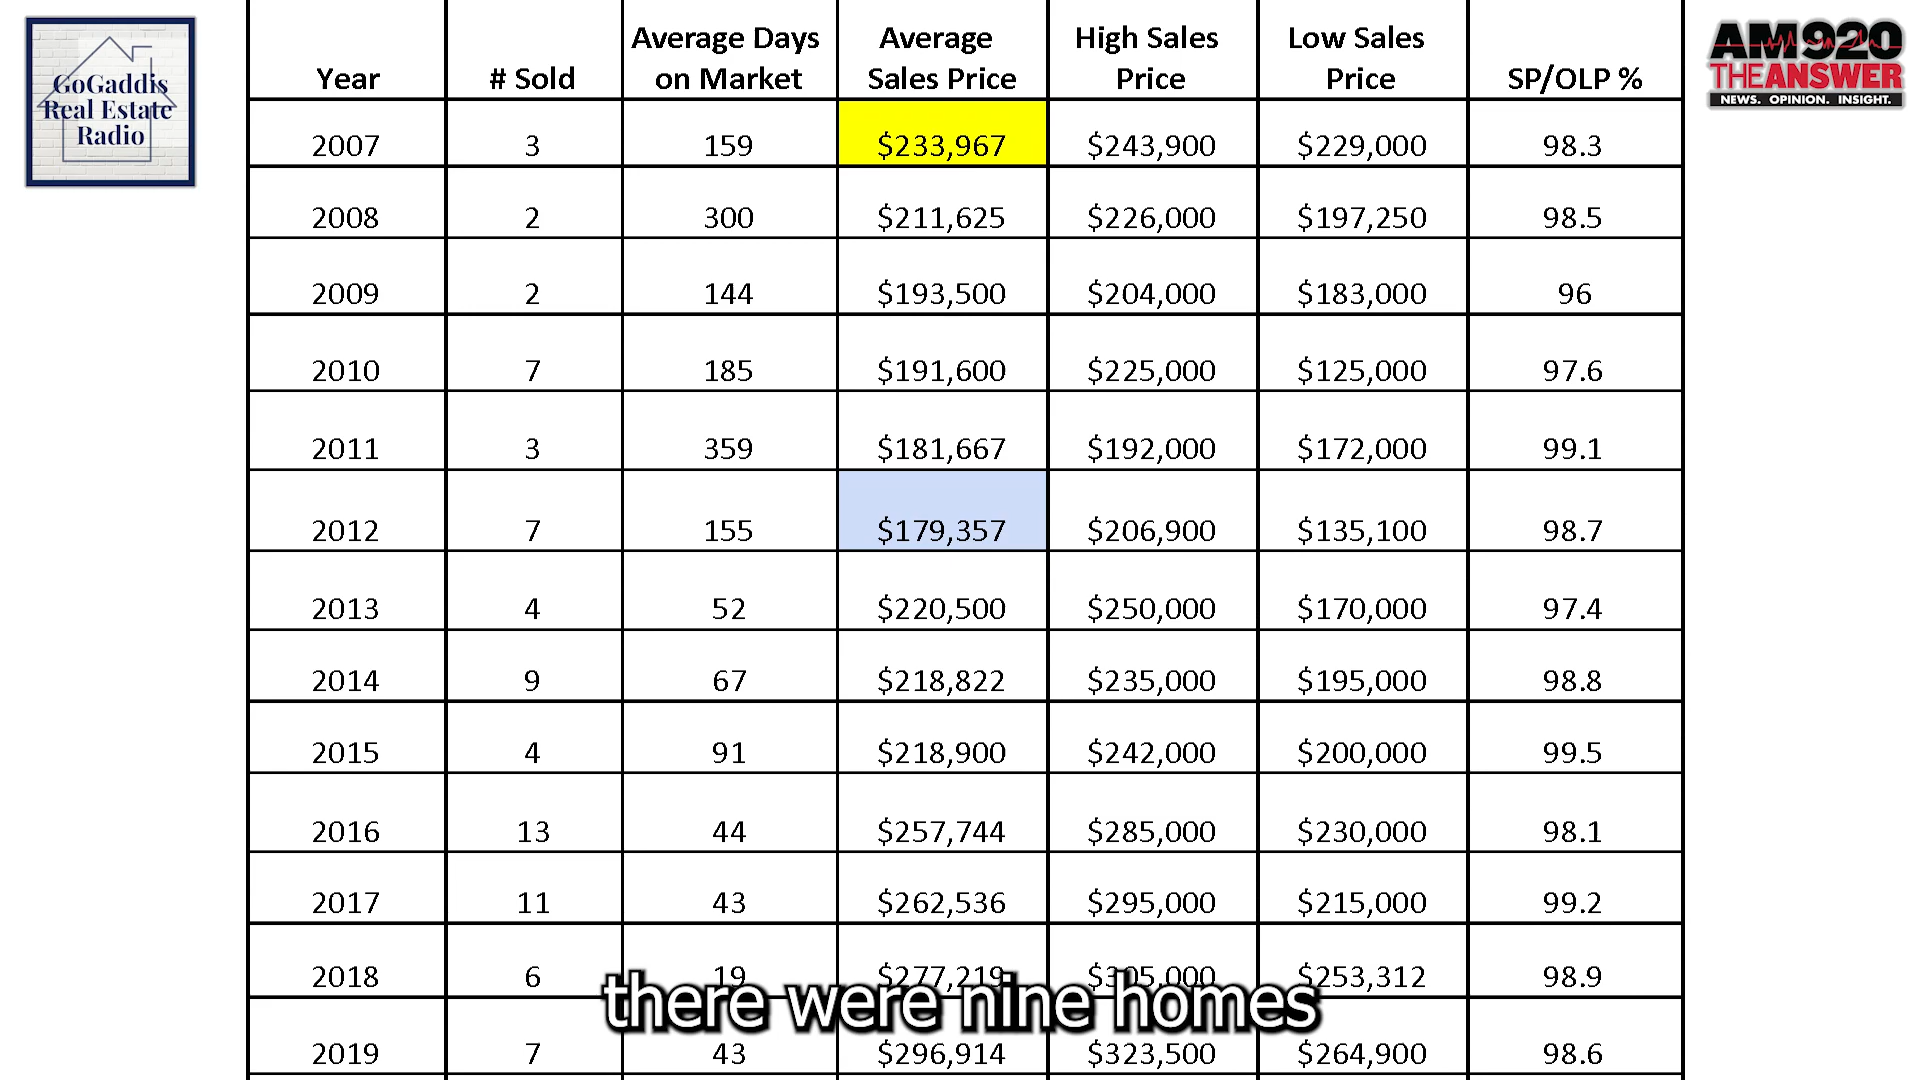 GoGaddis
Real Estate
Radio
AM920
THE ANSWER
NEWS. OPINION. INSIGHT.
Year # Sold Average Days on Market Average Sales Price High Sales Price Low Sales Price SP/OLP %
2007 3 159 $233,967 $243,900 $229,000 98.3
2008 2 300 $211,625 $226,000 $197,250 98.5
2009 2 144 $193,500 $204,000 $183,000 96
2010 7 185 $191,600 $225,000 $125,000 97.6
2011 3 359 $181,667 $192,000 $172,000 99.1
2012 7 155 $179,357 $206,900 $135,100 98.7
2013 4 52 $220,500 $250,000 $170,000 97.4
2014 9 67 $218,822 $235,000 $195,000 98.8
2015 4 91 $218,900 $242,000 $200,000 99.5
2016 13 44 $257,744 $285,000 $230,000 98.1
2017 11 43 $262,536 $295,000 $215,000 99.2
2018 6 19 $277,219 $305,000 $253,312 98.9
there were nine homes
2019 7 43 $296,914 $323,500 $264,900 98.6